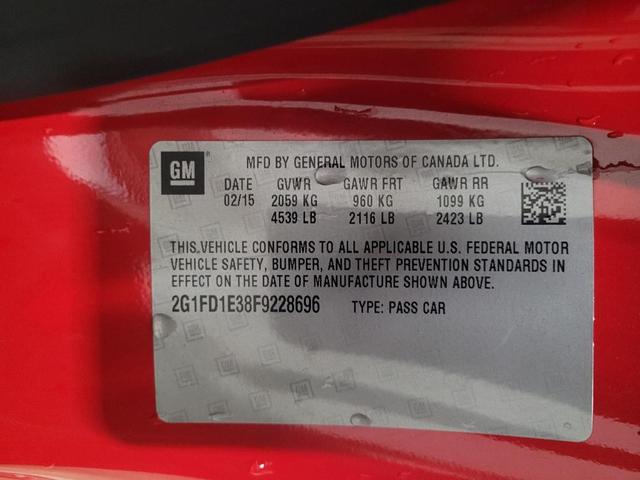 GM
MFD BY GENERAL MOTORS OF CANADA LTD.
DATE GVWR GAWR FRT GAWR RR
02/15 2059 KG 960 KG 1099 KG
4539 LB 2116 LB 2423 LB
THIS VEHICLE CONFORMS TO ALL APPLICABLE U.S. FEDERAL MOTOR
VEHICLE SAFETY, BUMPER, AND THEFT PREVENTION STANDARDS IN
EFFECT ON THE DATE OF MANUFACTURE SHOWN ABOVE.
2G1FD1E38F9228696 TYPE: PASS CAR